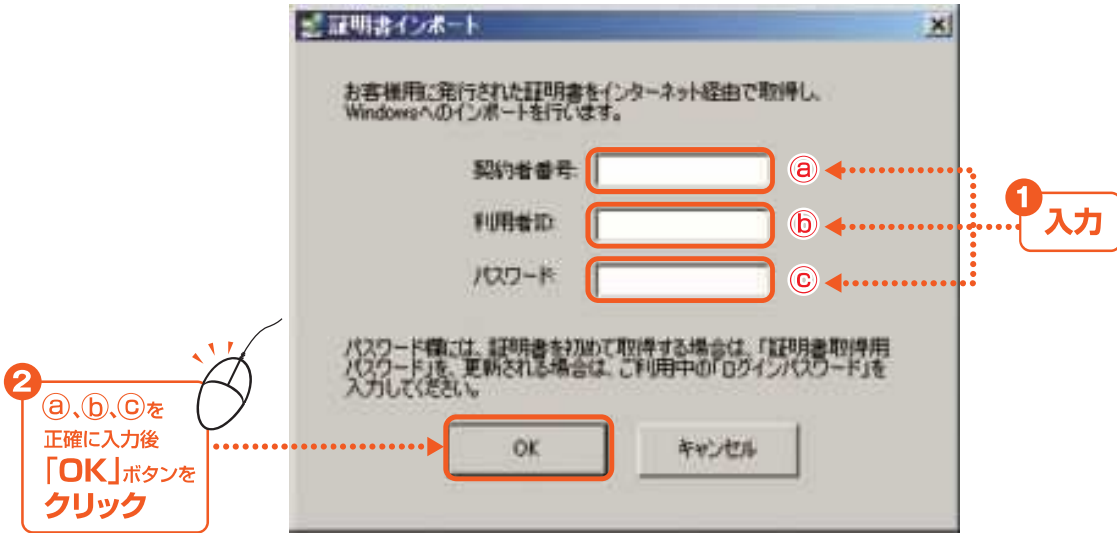 証明書インポート
お客様用に発行された証明書をインターネット経由で取得し、
Windowsへのインポートを行います。
契約者番号:
ⓐ
利用者ID:
ⓑ
パスワード:
ⓒ
1
入力
パスワード欄には、証明書を初めて取得する場合は、「証明書取得用
パスワード」を、更新される場合は、ご利用中の「ログインパスワード」を
入力してください。
OK
キャンセル
2
ⓐ、ⓑ、ⓒを
正確に入力後
「OK」ボタンを
クリック